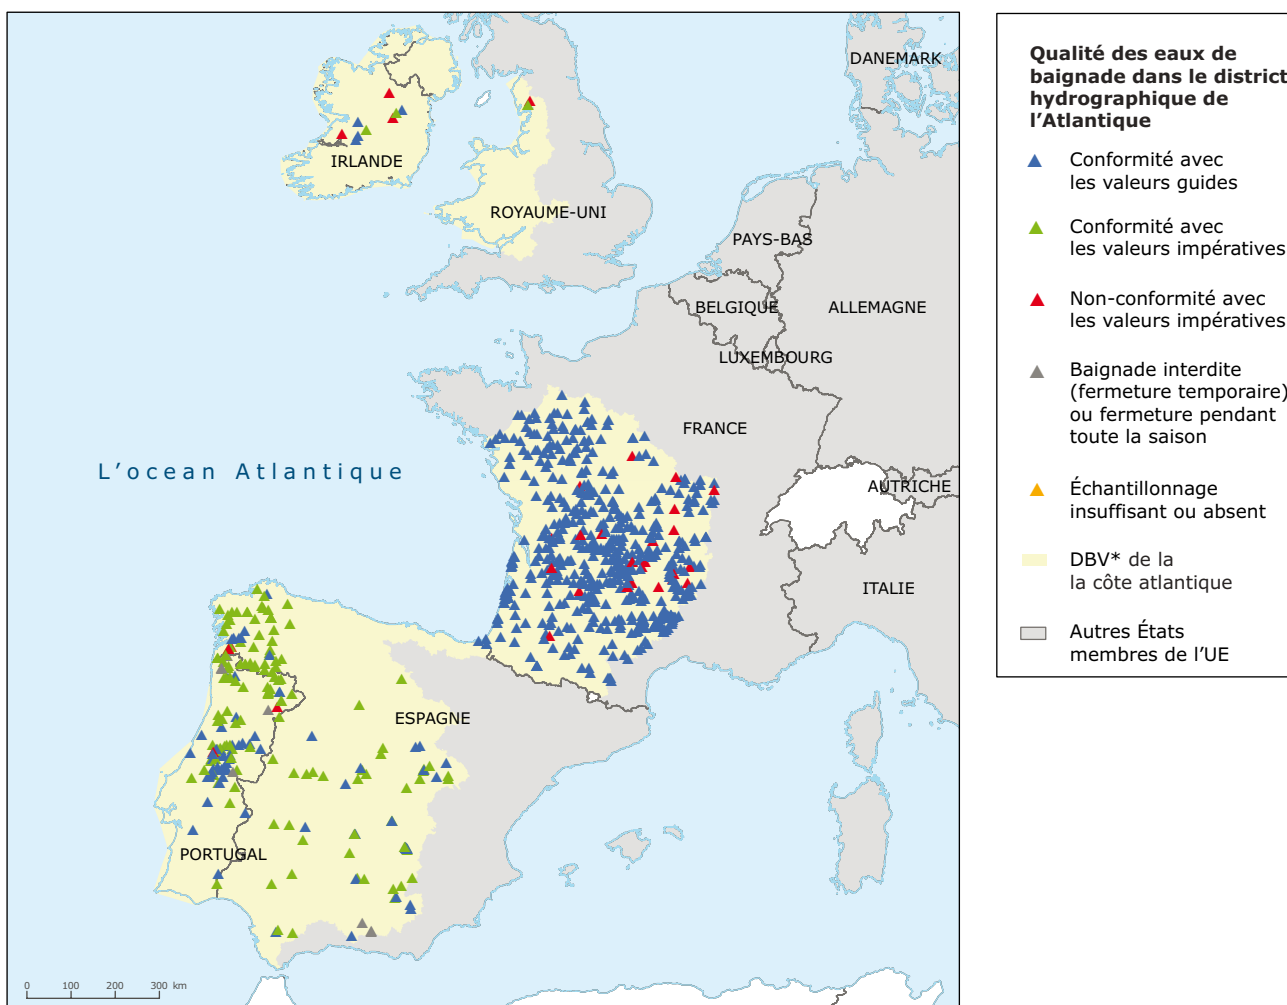 DANEMARK
IRLANDE
ROYAUME-UNI
PAYS-BAS
BELGIQUE
ALLEMAGNE
LUXEMBOURG
FRANCE
L'ocean Atlantique
AUTRICHE
ITALIE
ESPAGNE
PORTUGAL
0 100 200 300 km
Qualité des eaux de
baignade dans le district
hydrographique de
l'Atlantique
Conformité avec
les valeurs guides
Conformité avec
les valeurs impératives
Non-conformité avec
les valeurs impératives
Baignade interdite
(fermeture temporaire)
ou fermeture pendant
toute la saison
Échantillonnage
insuffisant ou absent
DBV* de la
la côte atlantique
Autres États
membres de l'UE